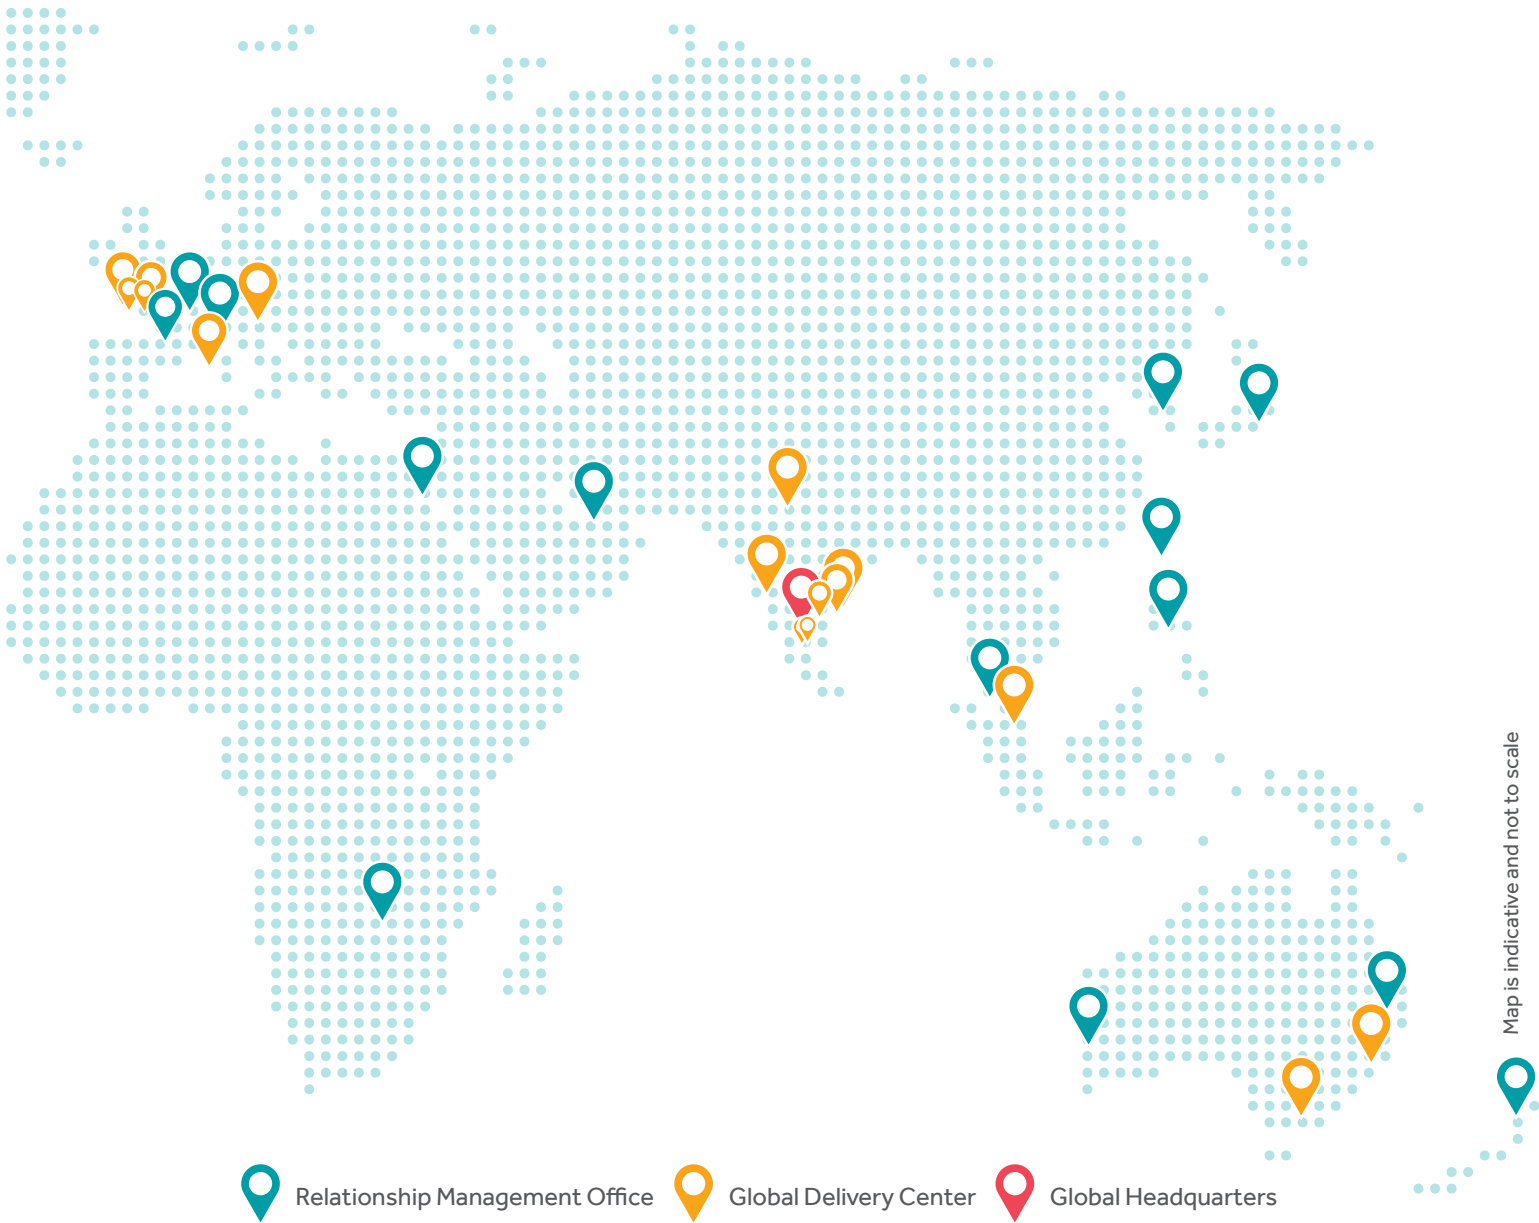 Map is indicative and not to scale
Relationship Management Office
Global Delivery Center
Global Headquarters